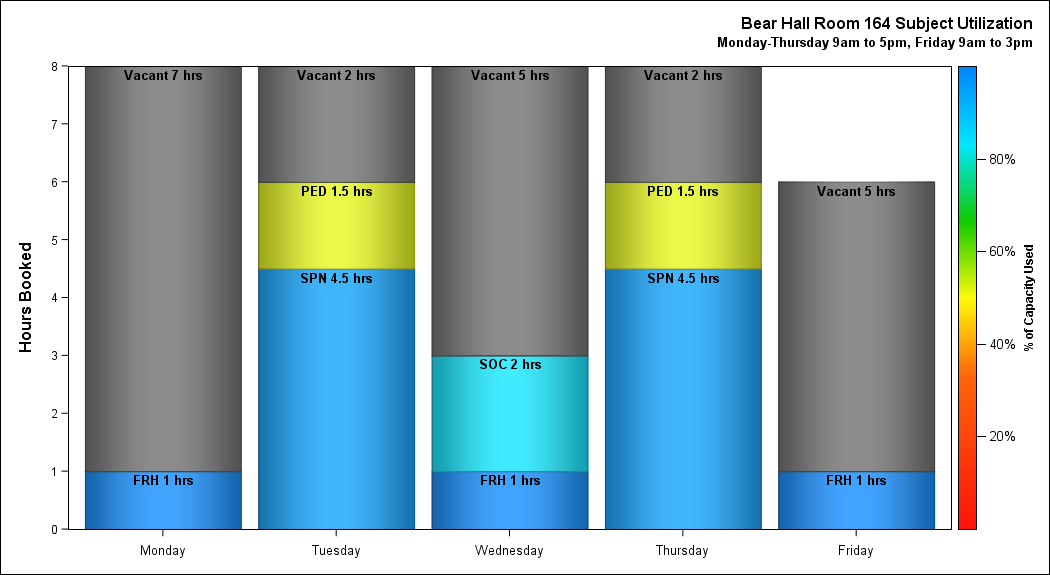 Bear Hall Room 164 Subject Utilization
Monday-Thursday 9am to 5pm, Friday 9am to 3pm
Hours Booked
8
7
6
5
4
3
2
1
0
Vacant 7 hrs
FRH 1 hrs
Monday
Vacant 2 hrs
PED 1.5 hrs
SPN 4.5 hrs
Tuesday
Vacant 5 hrs
SOC 2 hrs
FRH 1 hrs
Wednesday
Vacant 2 hrs
PED 1.5 hrs
SPN 4.5 hrs
Thursday
Vacant 5 hrs
FRH 1 hrs
Friday
80%
60%
40%
20%
% of Capacity Used